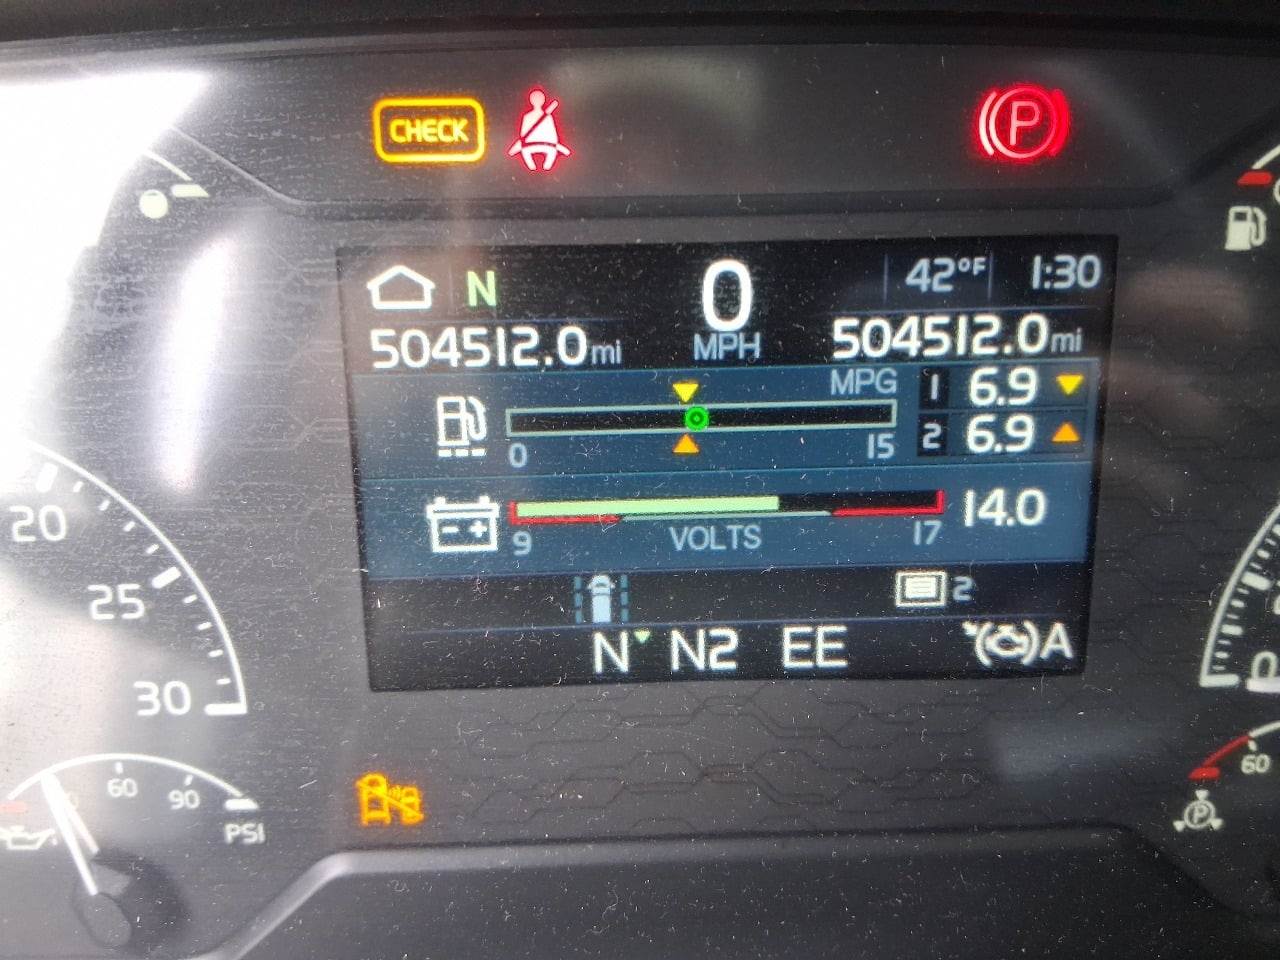 CHECK
P
N
0
MPH
42°F
1:30
504512.0mi
504512.0mi
MPG
0
15
1 6.9
2 6.9
9
VOLTS
17
14.0
2
N N2 EE
A
20
25
30
60
90
PSI
60
P